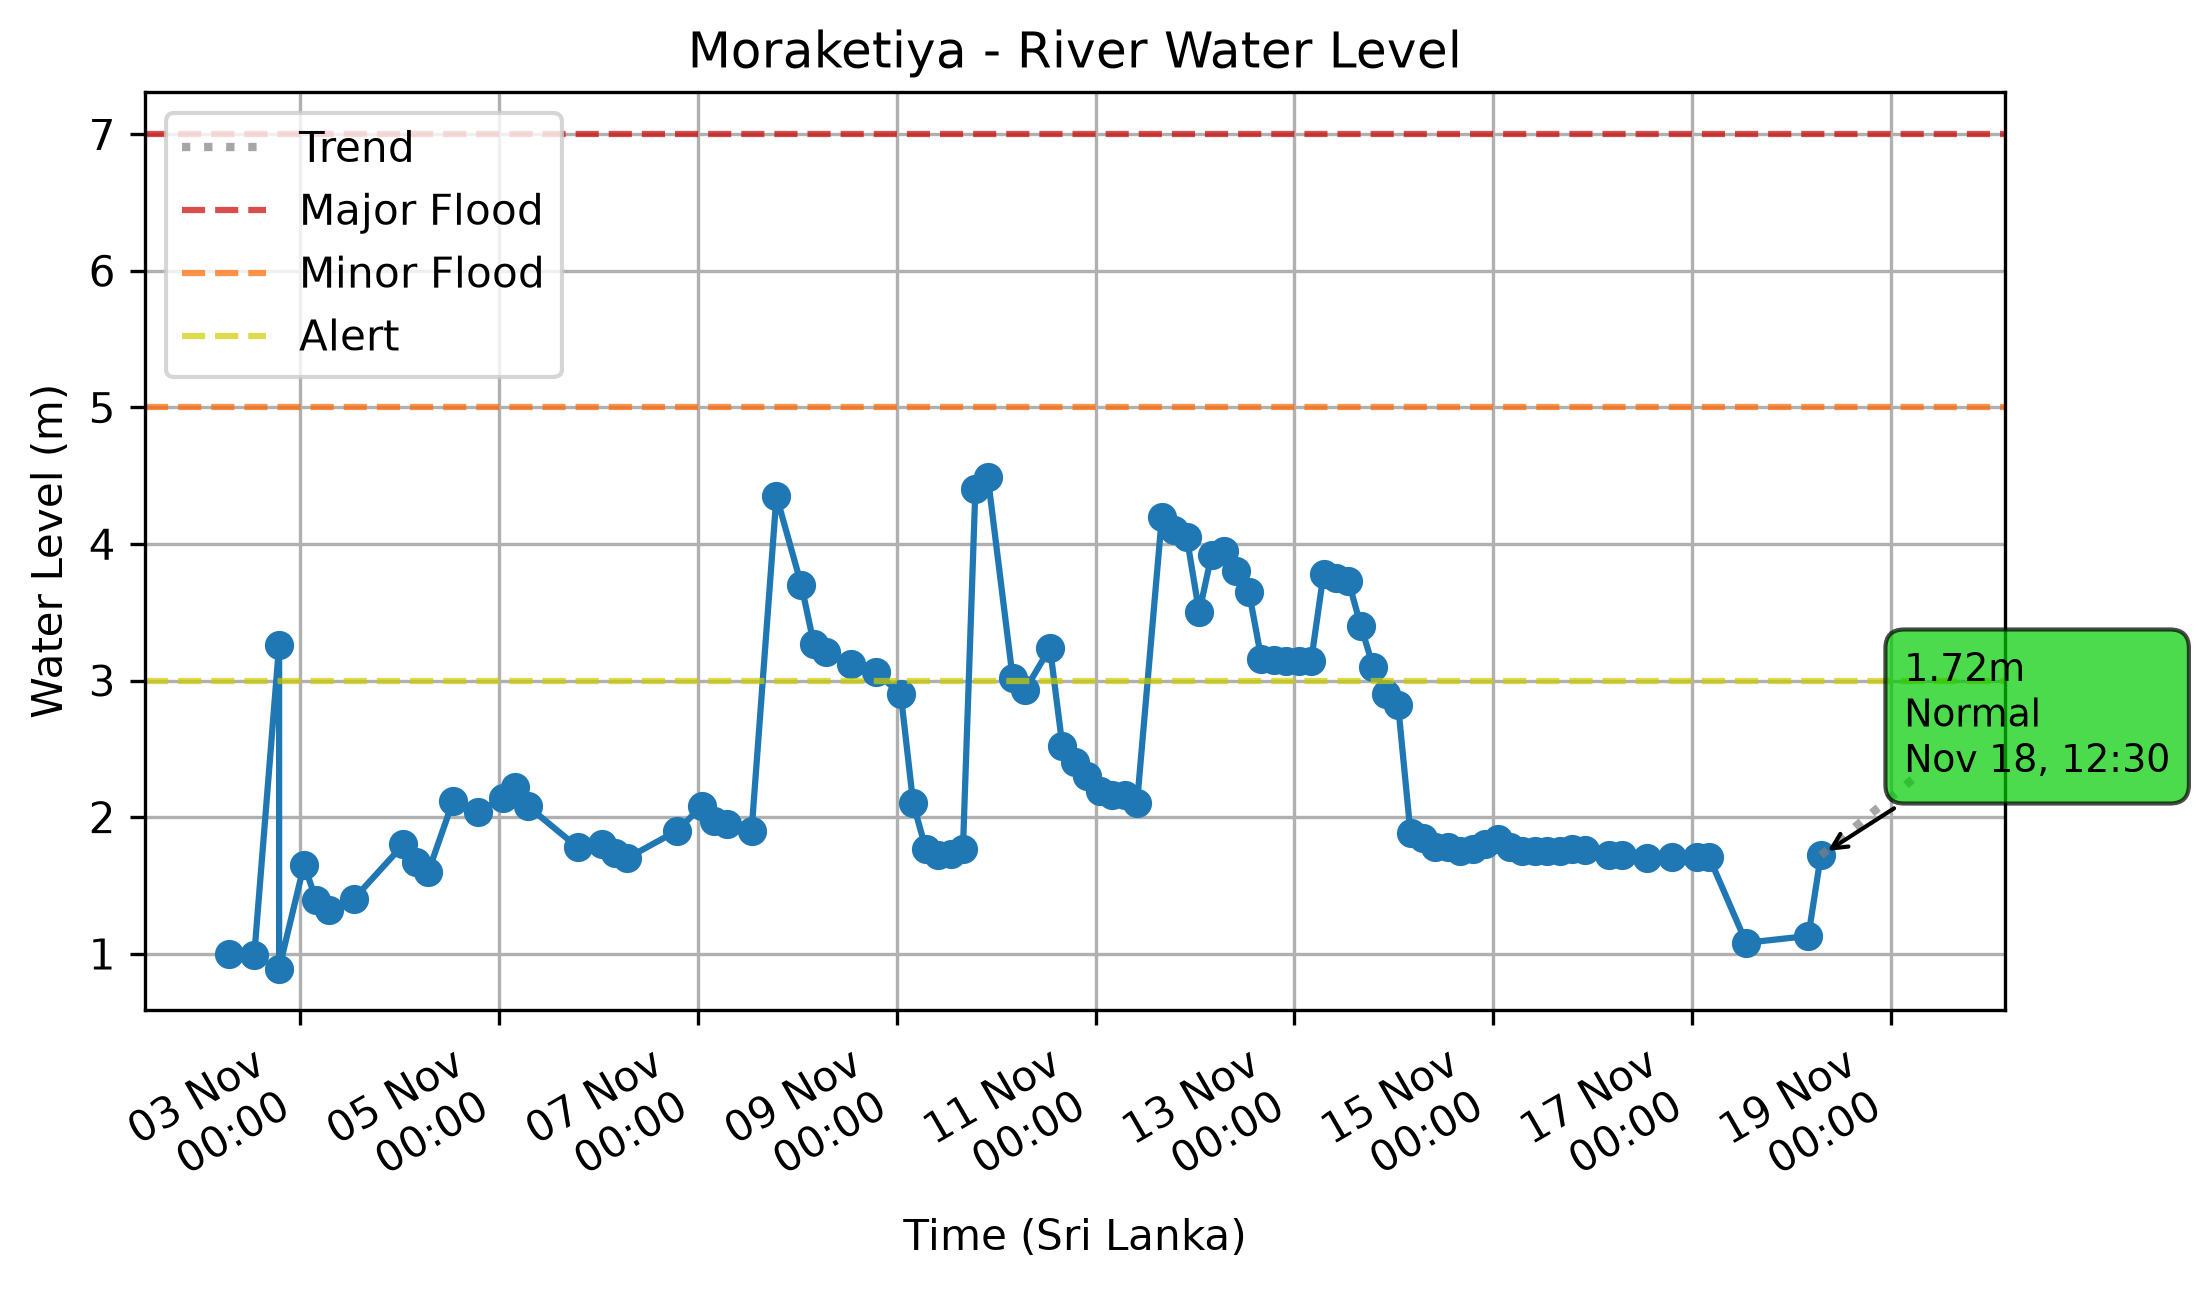 Moraketiya - River Water Level
Trend
Major Flood
Minor Flood
Alert
7
6
5
4
3
2
1
Water Level (m)
1.72m
Normal
Nov 18, 12:30
03 Nov
00:00
05 Nov
00:00
07 Nov
00:00
09 Nov
00:00
11 Nov
00:00
13 Nov
00:00
15 Nov
00:00
17 Nov
00:00
19 Nov
00:00
Time (Sri Lanka)